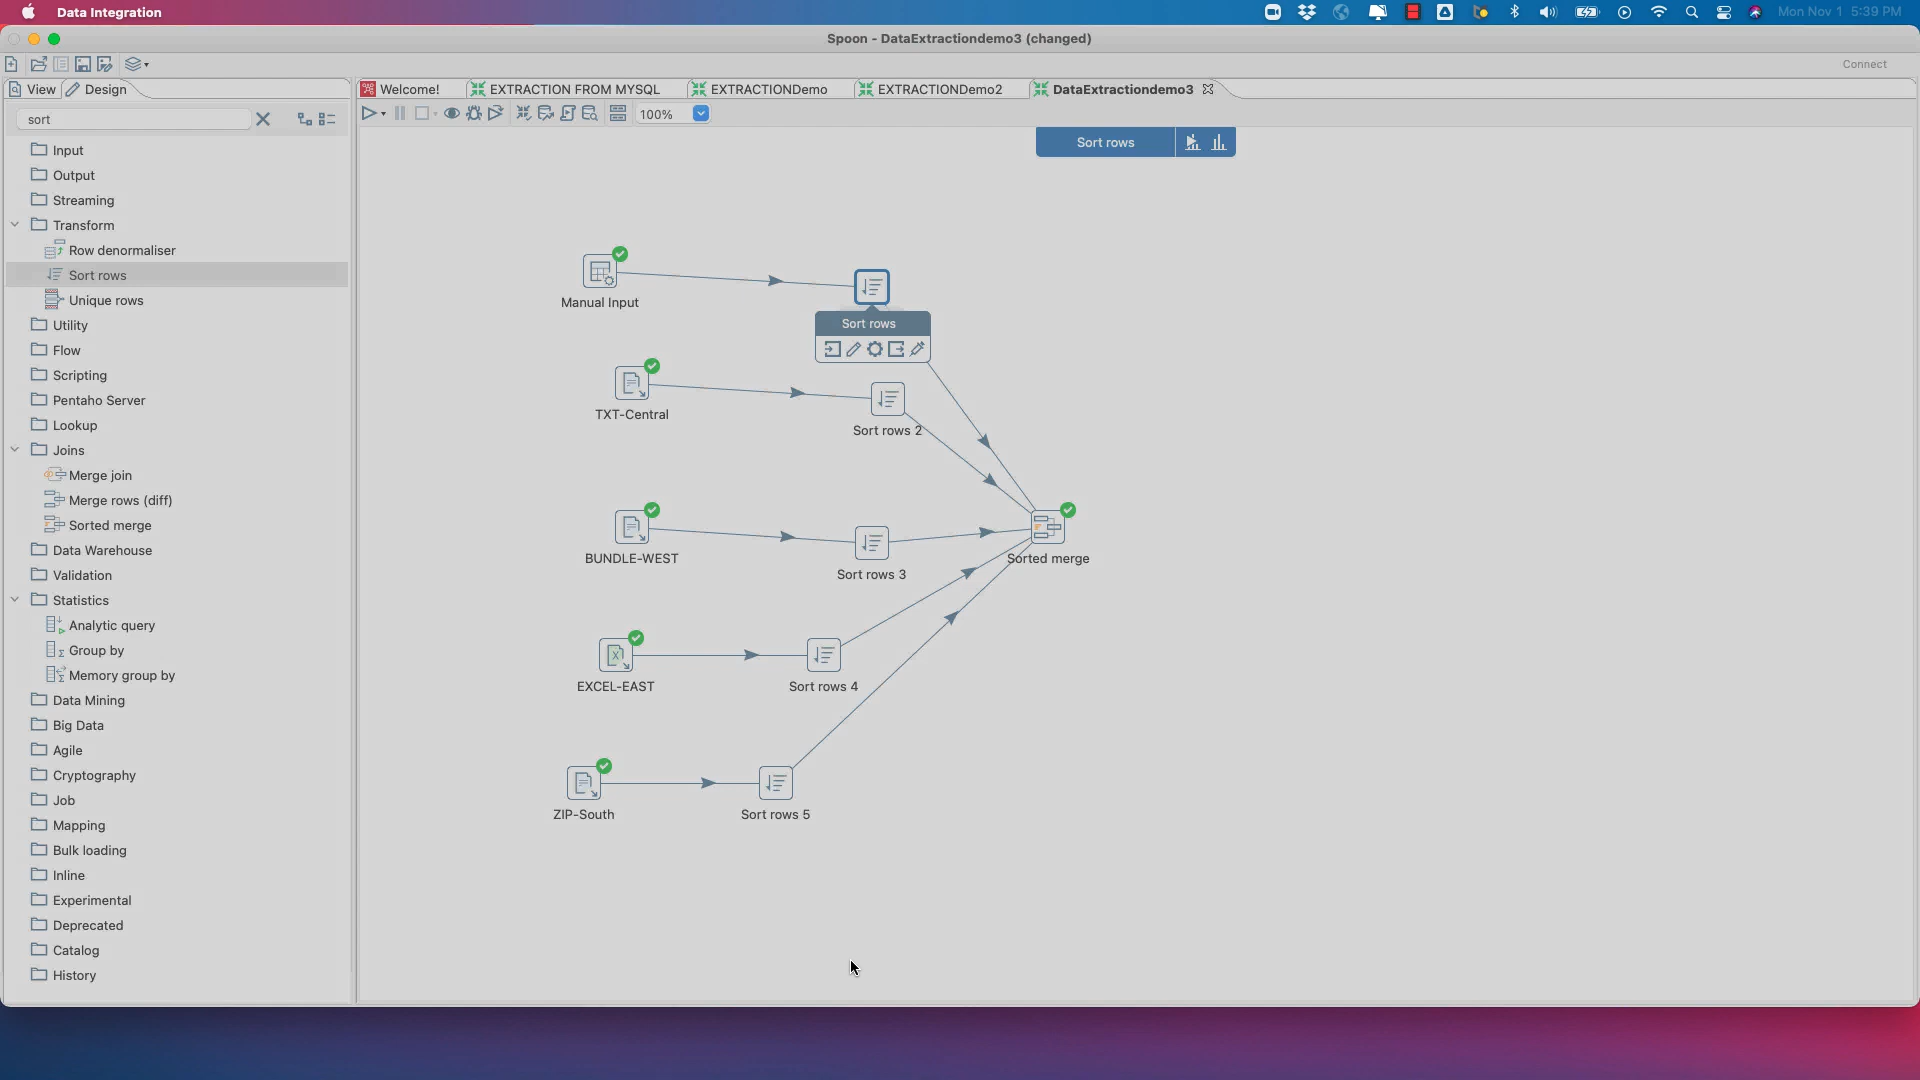 Data Integration
Mon Nov 1 5:39 PM
Spoon - DataExtractiondemo3 (changed)
Connect
View
Design
Welcome!
EXTRACTION FROM MYSQL
EXTRACTIONDemo
EXTRACTIONDemo2
DataExtractiondemo3
sort
100%
Sort rows
Input
Output
Streaming
Transform
Row denormaliser
Sort rows
Unique rows
Utility
Flow
Scripting
Pentaho Server
Lookup
Joins
Merge join
Merge rows (diff)
Sorted merge
Data Warehouse
Validation
Statistics
Analytic query
Group by
Memory group by
Data Mining
Big Data
Agile
Cryptography
Job
Mapping
Bulk loading
Inline
Experimental
Deprecated
Catalog
History
Manual Input
Sort rows
TXT-Central
Sort rows 2
BUNDLE-WEST
Sort rows 3
Sorted merge
EXCEL-EAST
Sort rows 4
ZIP-South
Sort rows 5